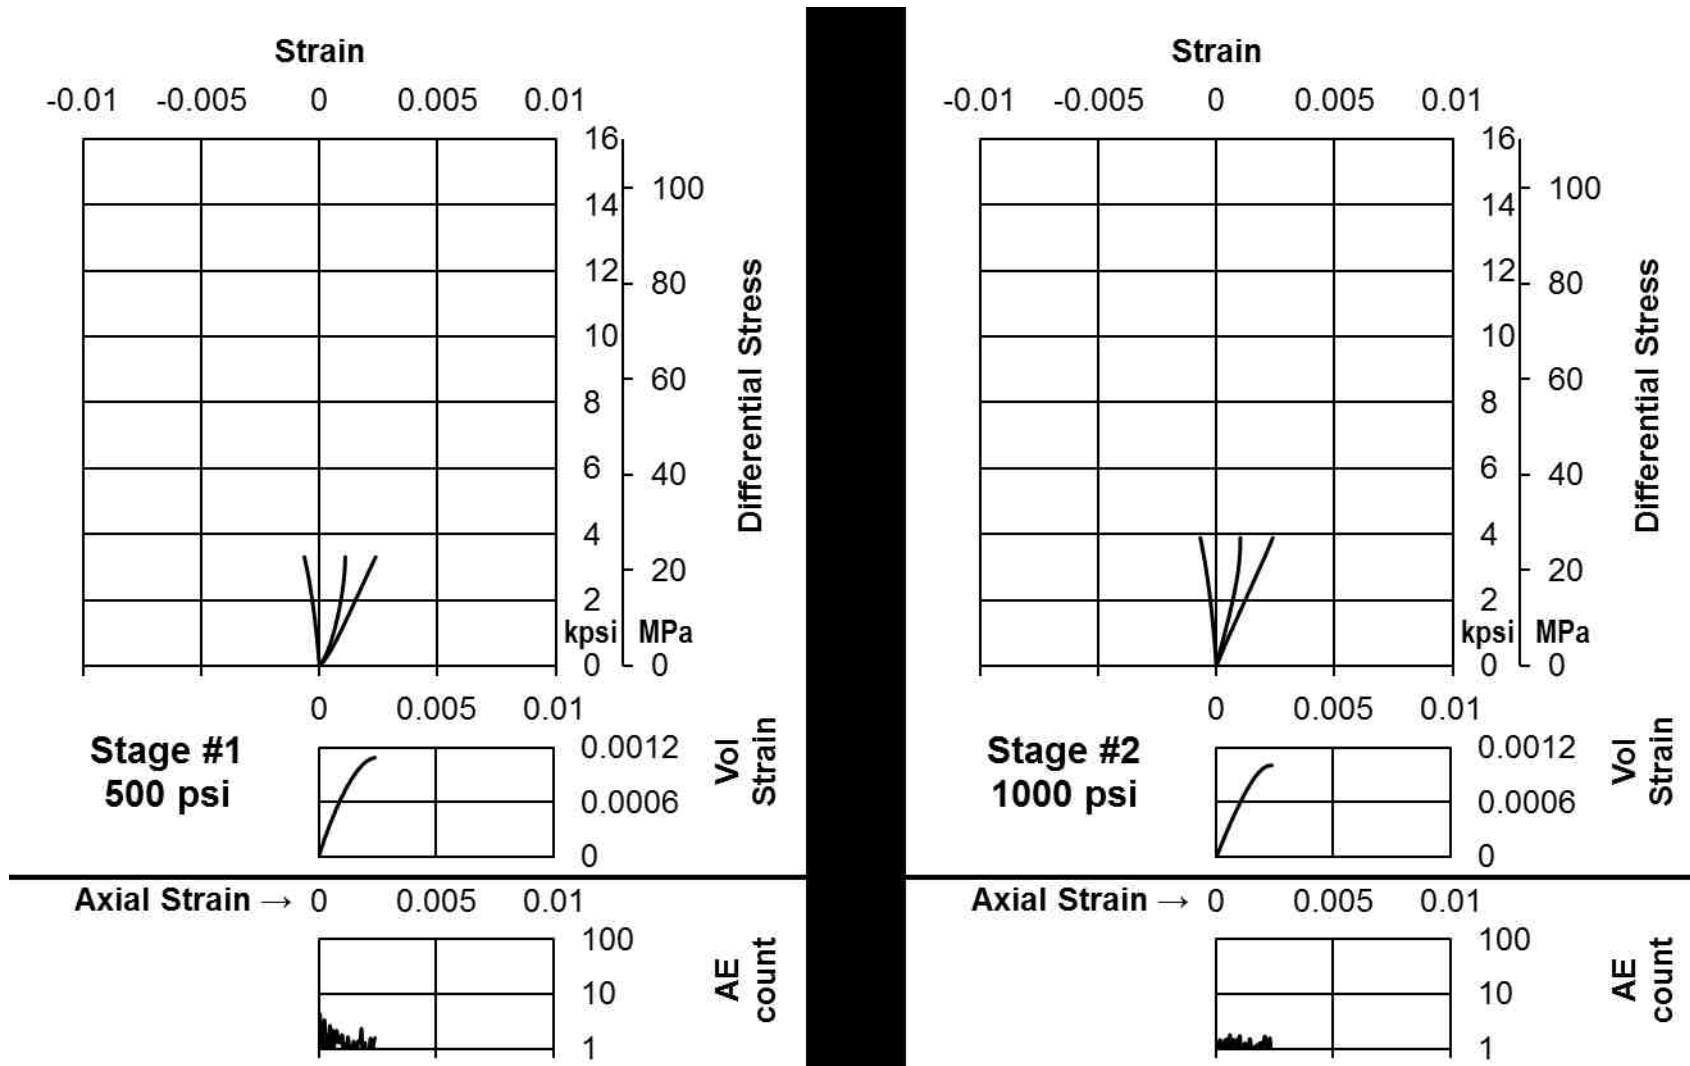 Strain
-0.01 -0.005 0 0.005 0.01
16
100
14
12
80
10
60
8
6
40
4
20
2
kpsi MPa
0 0
Differential Stress
0 0.005 0.01
Stage #1
500 psi
0.0012
0.0006
0
Vol
Strain
Axial Strain → 0 0.005 0.01
100
10
1
AE
count
Strain
-0.01 -0.005 0 0.005 0.01
16
100
14
12
80
10
60
8
6
40
4
20
2
kpsi MPa
0 0
Differential Stress
0 0.005 0.01
Stage #2
1000 psi
0.0012
0.0006
0
Vol
Strain
Axial Strain → 0 0.005 0.01
100
10
1
AE
count